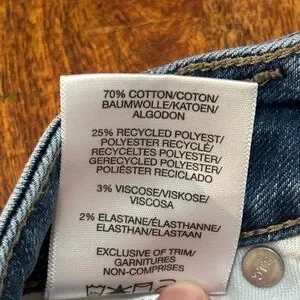 70% COTTON/COTON/
BAUMWOLLE/KATOEN/
ALGODON
25% RECYCLED POLYEST/
POLYESTER RECYCLÉ/
RECYCELTES POLYESTER/
GERECYCLED POLYESTER/
POLIÉSTER RECICLADO
3% VISCOSE/VISKOSE/
VISCOSA
2% ELASTANE/ÉLASTHANNE/
ELASTHAN/ELASTAAN
EXCLUSIVE OF TRIM/
GARNITURES
NON-COMPRISES